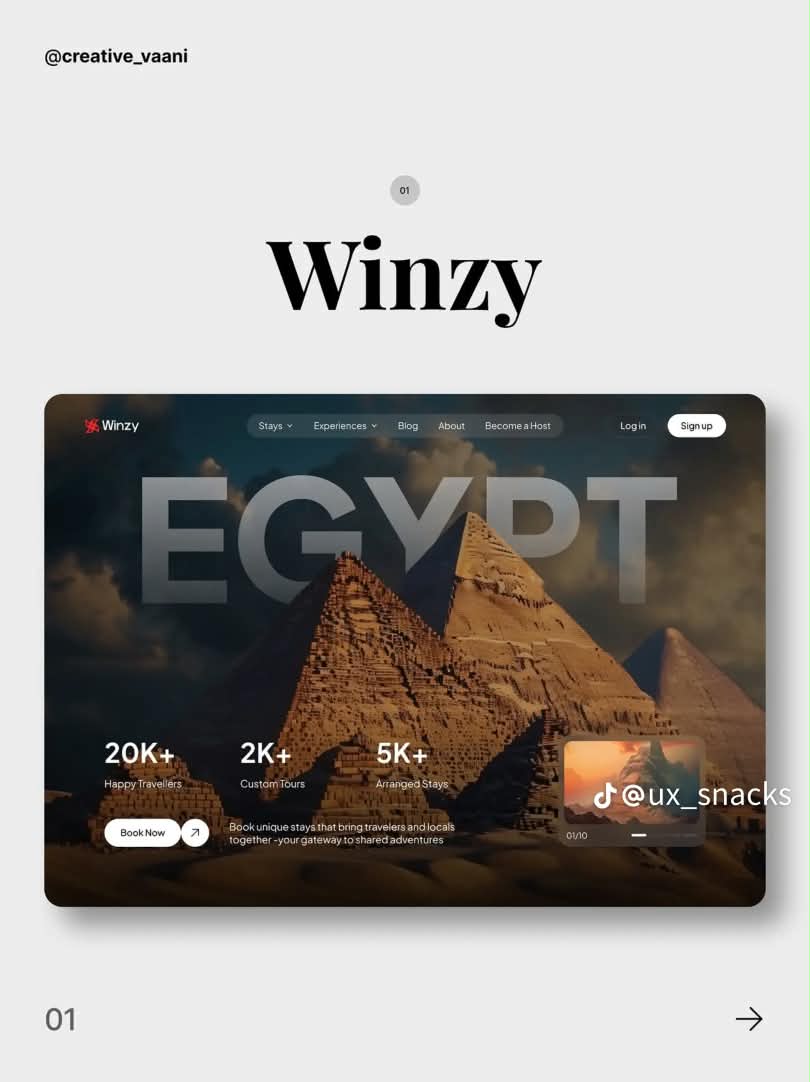 @creative_vaani
01
Winzy
Winzy
Stays
Experiences
Blog
About
Become a Host
Log in
Sign up
EGYPT
20K+
2K+
5K+
Happy Travellers
Custom Tours
Arranged Stays
@ux_snacks
Book Now
Book unique stays that bring travelers and locals
together -your gateway to shared adventures
01/10
01